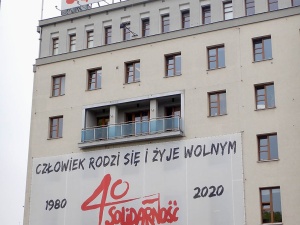 CZŁOWIEK RODZI SIĘ I ŻYJE WOLNYM
1980 40 2020
SOLIDARNOŚĆ